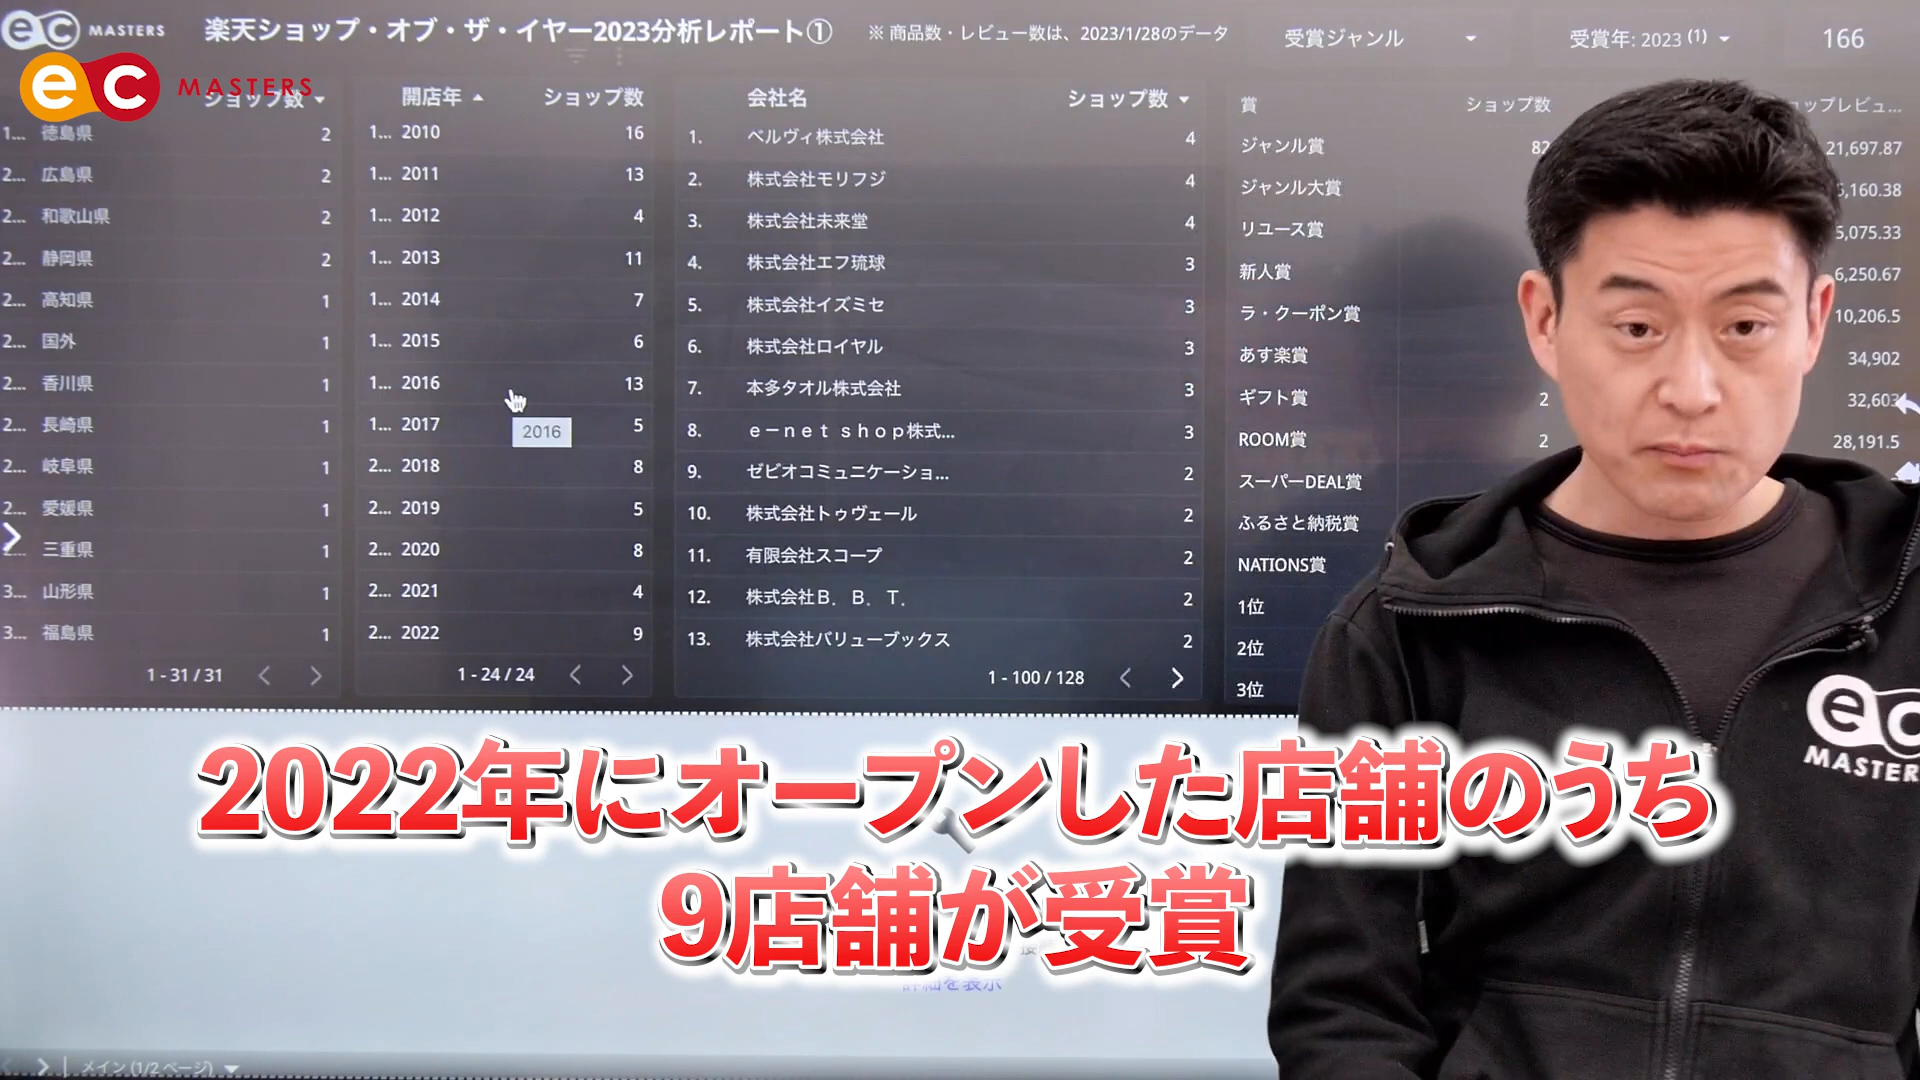 ec MASTERS
楽天ショップ・オブ・ザ・イヤー2023分析レポート①
※ 商品数・レビュー数は、2023/1/28のデータ
受賞ジャンル
受賞年: 2023 (1)
166
ec MASTERS
ショップ数
1... 徳島県 2
2... 広島県 2
2... 和歌山県 2
2... 静岡県 2
2... 高知県 1
2... 国外 1
2... 香川県 1
2... 長崎県 1
2... 岐阜県 1
2... 愛媛県 1
2... 三重県 1
3... 山形県 1
3... 福島県 1
1 - 31 / 31
開店年 ショップ数
1... 2010 16
1... 2011 13
1... 2012 4
1... 2013 11
1... 2014 7
1... 2015 6
1... 2016 13
1... 2017 5
2... 2018 8
2... 2019 5
2... 2020 8
2... 2021 4
2... 2022 9
2016
1 - 24 / 24
会社名 ショップ数
1. ベルヴィ株式会社 4
2. 株式会社モリフジ 4
3. 株式会社未来堂 4
4. 株式会社エフ琉球 3
5. 株式会社イズミセ 3
6. 株式会社ロイヤル 3
7. 本多タオル株式会社 3
8. ｅ－ｎｅｔ ｓｈｏｐ株式... 3
9. ゼビオコミュニケーショ... 2
10. 株式会社トゥヴェール 2
11. 有限会社スコープ 2
12. 株式会社Ｂ．Ｂ．Ｔ． 2
13. 株式会社バリューブックス 2
1 - 100 / 128
賞 ショップ数 ップレビュ...
ジャンル賞 82 21,697.87
ジャンル大賞 ,160.38
リユース賞 5,075.33
新人賞 6,250.67
ラ・クーポン賞 10,206.5
あす楽賞 34,902
ギフト賞 2 32,603
ROOM賞 2 28,191.5
スーパーDEAL賞
ふるさと納税賞
NATIONS賞
1位
2位
3位
ec
MASTER
2022年にオープンした店舗のうち
9店舗が受賞
詳細を表示
メイン (1/2 ページ)